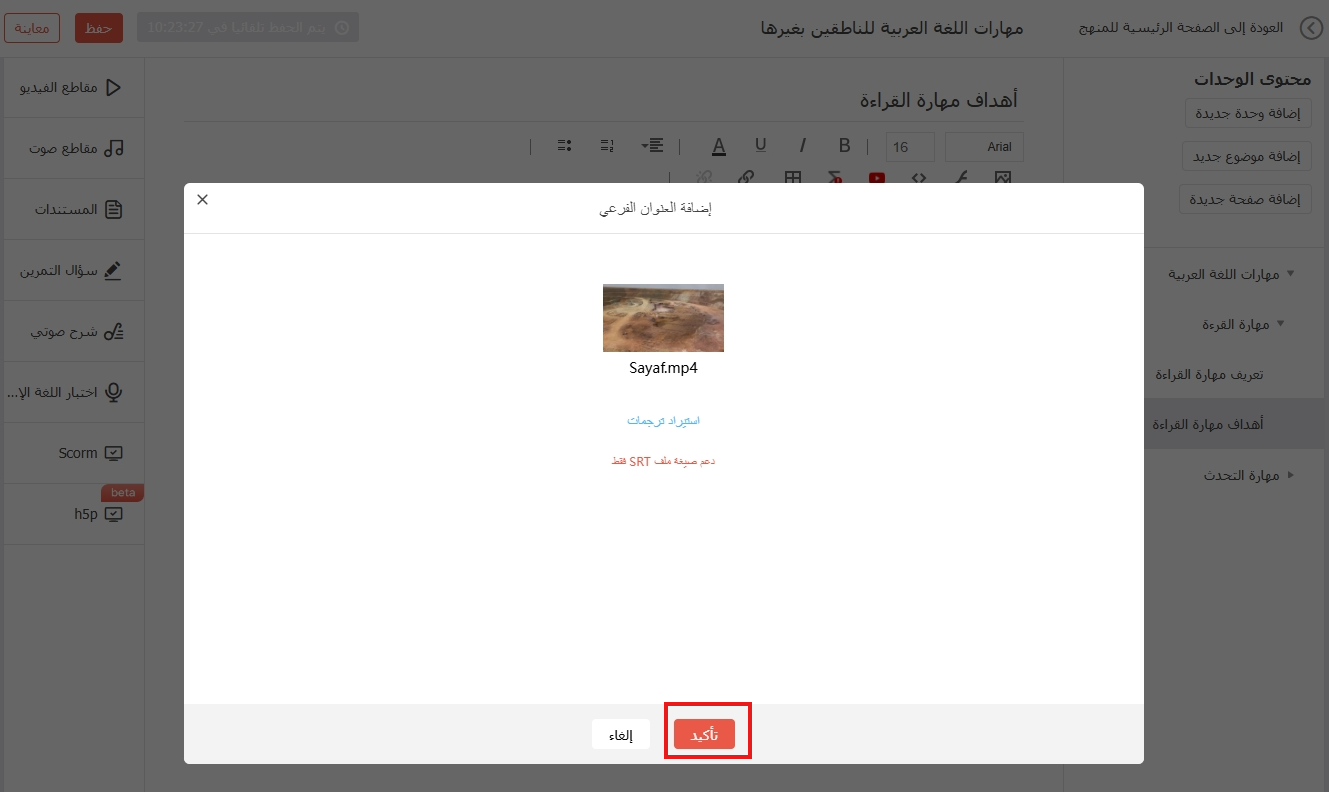 العودة إلى الصفحة الرئيسية للمنهج
مهارات اللغة العربية للناطقين بغيرها
يتم الحفظ تلقائيا في 10:23:27
حفظ
معاينة
محتوى الوحدات
إضافة وحدة جديدة
إضافة موضوع جديد
إضافة صفحة جديدة
مهارات اللغة العربية
مهارة القرءة
تعريف مهارة القراءة
أهداف مهارة القراءة
مهارة التحدث
أهداف مهارة القراءة
Arial
16
B
I
U
A
إضافة العنوان الفرعي
Sayaf.mp4
استيراد ترجمات
دعم صيغة ملف SRT فقط
تأكيد
إلغاء
مقاطع الفيديو
مقاطع صوت
المستندات
سؤال التمرين
شرح صوتي
اختبار اللغة الإ...
Scorm
beta
h5p